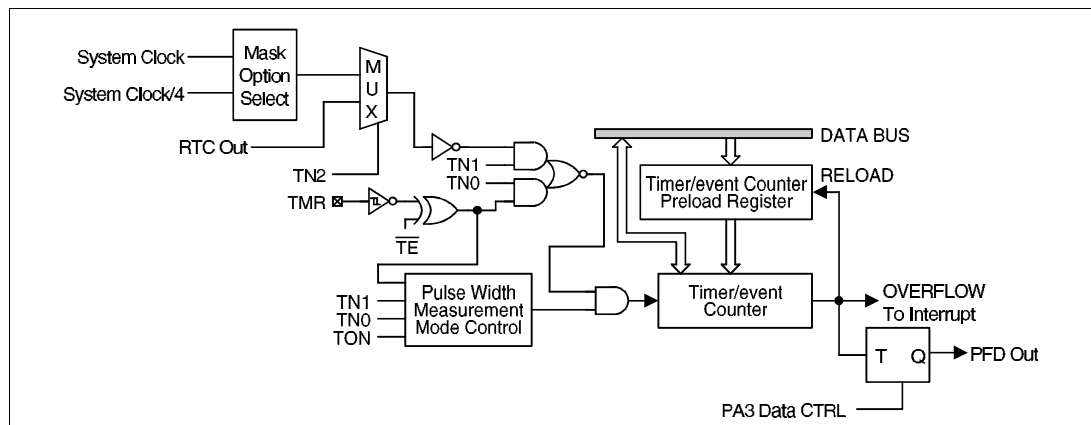 System Clock
System Clock/4
Mask
Option
Select
M
U
X
RTC Out
TN2
TMR
TE
TN1
TN0
DATA BUS
Timer/event Counter
Preload Register
RELOAD
TN1
TN0
TON
Pulse Width
Measurement
Mode Control
Timer/event
Counter
OVERFLOW
To Interrupt
T
Q
PFD Out
PA3 Data CTRL